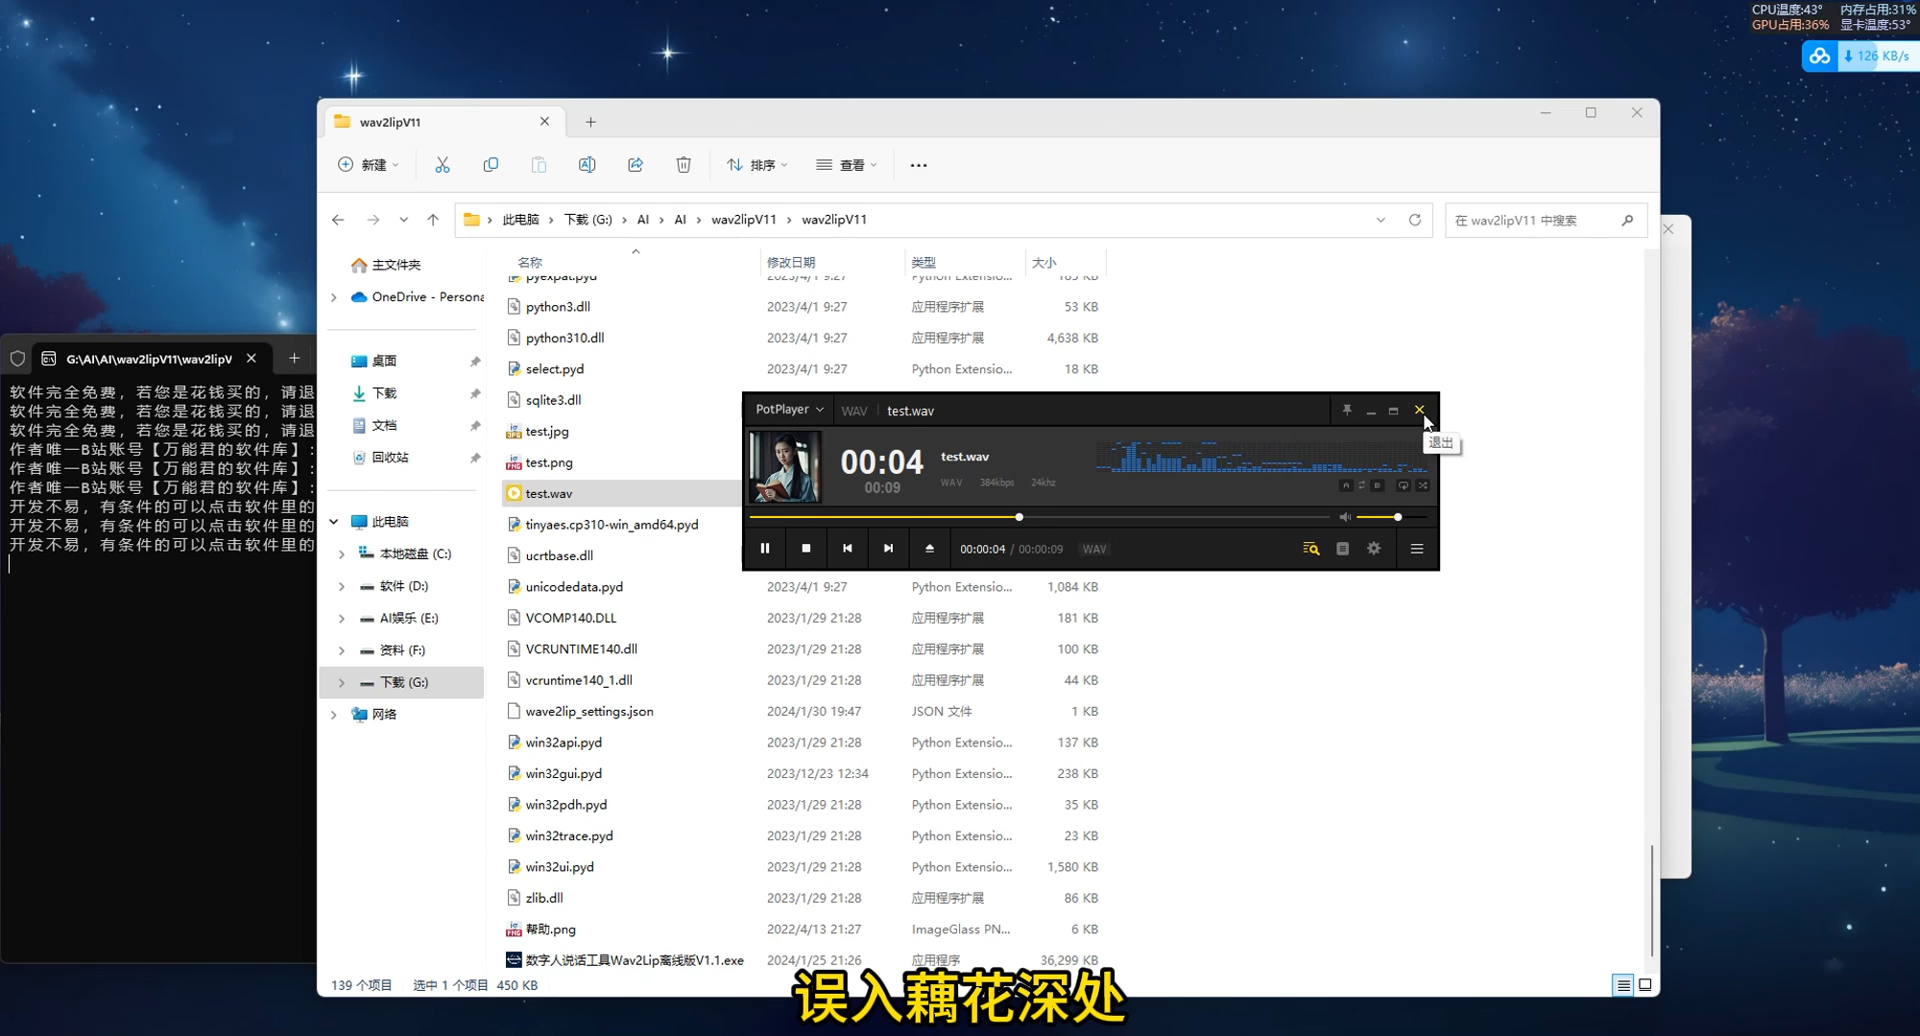 CPU温度:43° 内存占用:31%
GPU占用:36% 显卡温度:53°
126 KB/s
wav2lipV11
新建
排序
查看
此电脑 › 下载 (G:) › AI › AI › wav2lipV11 › wav2lipV11
在 wav2lipV11 中搜索
主文件夹
OneDrive - Persona
桌面
下载
文档
回收站
此电脑
本地磁盘 (C:)
软件 (D:)
AI娱乐 (E:)
资料 (F:)
下载 (G:)
网络
名称 修改日期 类型 大小
pyexpat.pyd 2023/4/1 9:27 Python Extensio... 185 KB
python3.dll 2023/4/1 9:27 应用程序扩展 53 KB
python310.dll 2023/4/1 9:27 应用程序扩展 4,638 KB
select.pyd 2023/4/1 9:27 Python Extensio... 18 KB
sqlite3.dll
test.jpg
test.png
test.wav
tinyaes.cp310-win_amd64.pyd
ucrtbase.dll
unicodedata.pyd 2023/4/1 9:27 Python Extensio... 1,084 KB
VCOMP140.DLL 2023/1/29 21:28 应用程序扩展 181 KB
VCRUNTIME140.dll 2023/1/29 21:28 应用程序扩展 100 KB
vcruntime140_1.dll 2023/1/29 21:28 应用程序扩展 44 KB
wave2lip_settings.json 2024/1/30 19:47 JSON 文件 1 KB
win32api.pyd 2023/1/29 21:28 Python Extensio... 137 KB
win32gui.pyd 2023/12/23 12:34 Python Extensio... 238 KB
win32pdh.pyd 2023/1/29 21:28 Python Extensio... 35 KB
win32trace.pyd 2023/1/29 21:28 Python Extensio... 23 KB
win32ui.pyd 2023/1/29 21:28 Python Extensio... 1,580 KB
zlib.dll 2023/1/29 21:28 应用程序扩展 86 KB
帮助.png 2022/4/13 21:27 ImageGlass PN... 6 KB
数字人说话工具Wav2Lip离线版V1.1.exe 2024/1/25 21:26 应用程序 36,299 KB
139 个项目 选中 1 个项目 450 KB
G:\AI\AI\wav2lipV11\wav2lipV
软件完全免费，若您是花钱买的，请退
软件完全免费，若您是花钱买的，请退
软件完全免费，若您是花钱买的，请退
作者唯一B站账号【万能君的软件库】:
作者唯一B站账号【万能君的软件库】:
作者唯一B站账号【万能君的软件库】:
开发不易，有条件的可以点击软件里的
开发不易，有条件的可以点击软件里的
开发不易，有条件的可以点击软件里的
PotPlayer WAV test.wav
退出
00:04
00:09
test.wav
WAV 384kbps 24khz
00:00:04 / 00:00:09 WAV
误入藕花深处